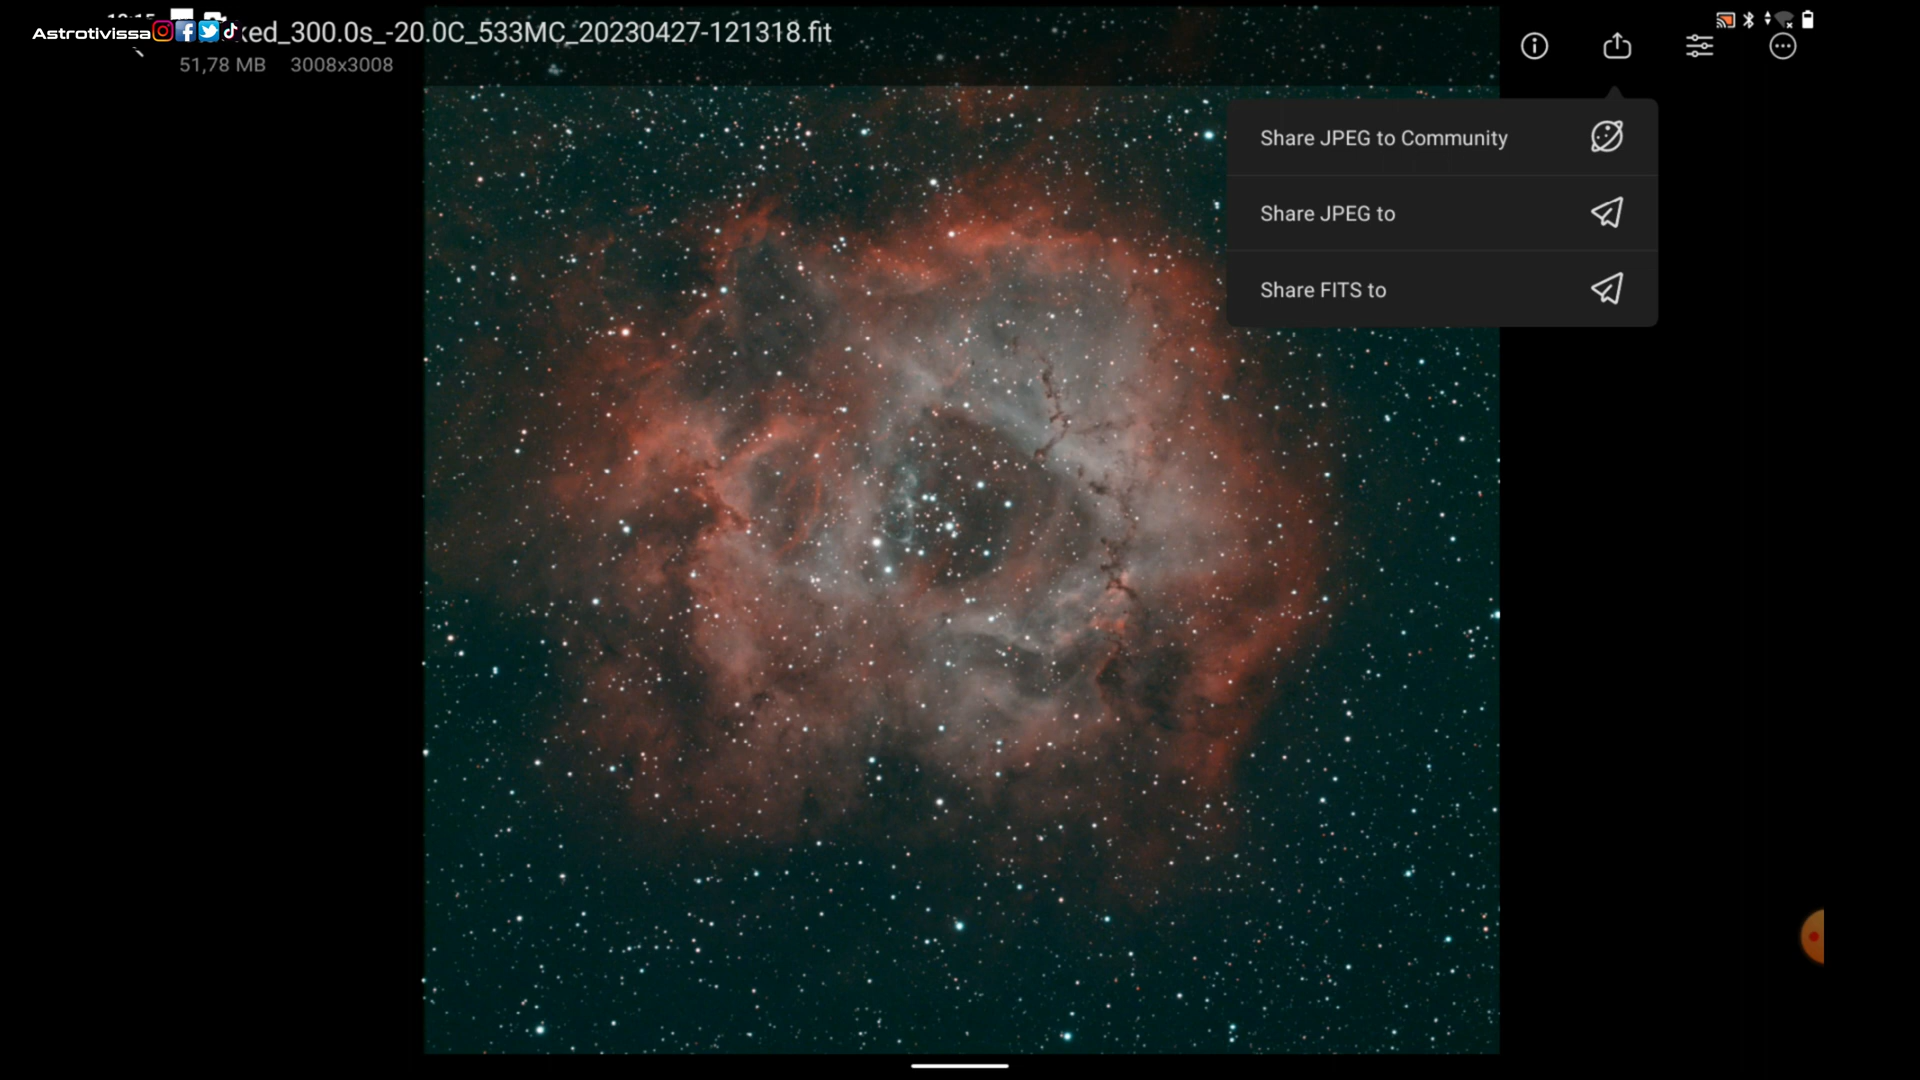 Astrotivissa
ked_300.0s_-20.0C_533MC_20230427-121318.fit
51,78 MB 3008x3008
Share JPEG to Community
Share JPEG to
Share FITS to